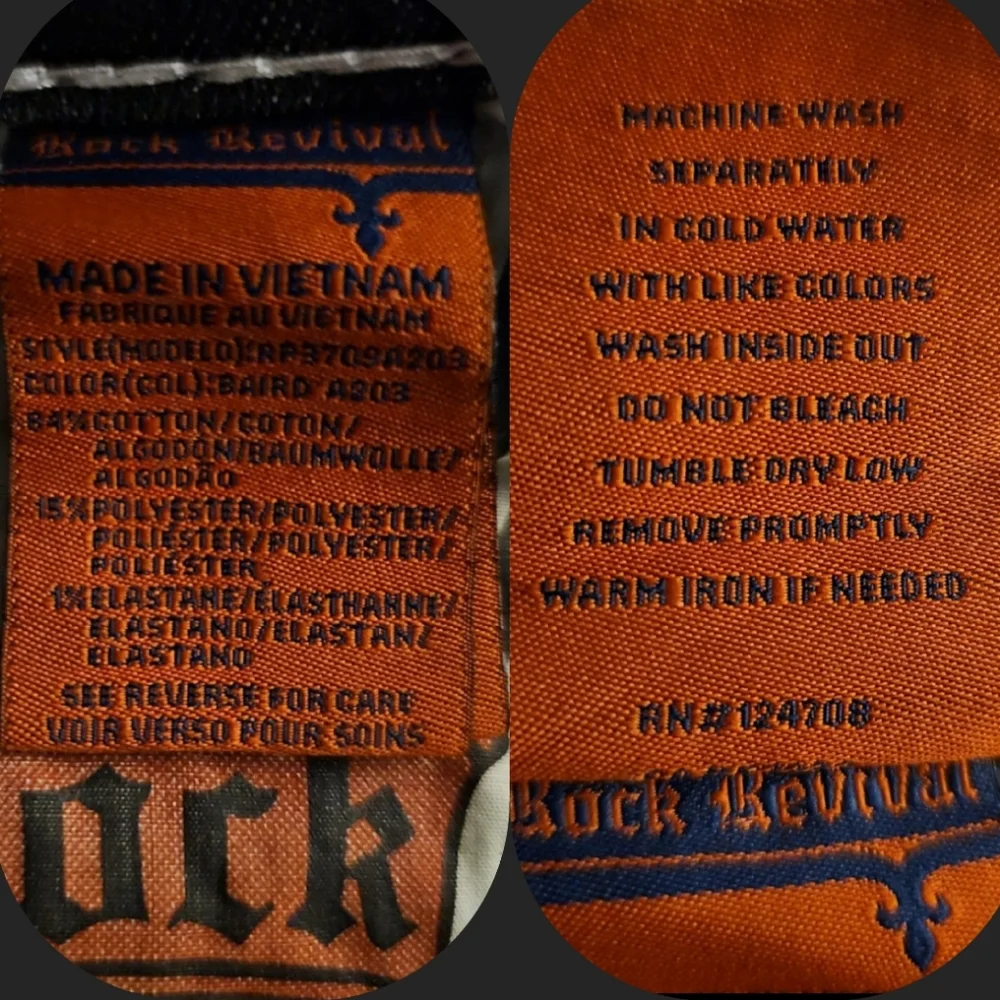 Rock Revival
MADE IN VIETNAM
FABRIQUE AU VIETNAM
STYLE(MODELO):RP3709A203
COLOR(COL):BAIRD A203
84%COTTON/COTON/
ALGODÓN/BAUMWOLLE/
ALGODÃO
15%POLYESTER/POLYESTER/
POLIÉSTER/POLYESTER/
POLIÉSTER
1%ELASTANE/ÉLASTHANNE/
ELASTANO/ELASTAN/
ELASTANO
SEE REVERSE FOR CARE
VOIR VERSO POUR SOINS
ock
MACHINE WASH
SEPARATELY
IN COLD WATER
WITH LIKE COLORS
WASH INSIDE OUT
DO NOT BLEACH
TUMBLE DRY LOW
REMOVE PROMPTLY
WARM IRON IF NEEDED
RN#124708
Rock Revival